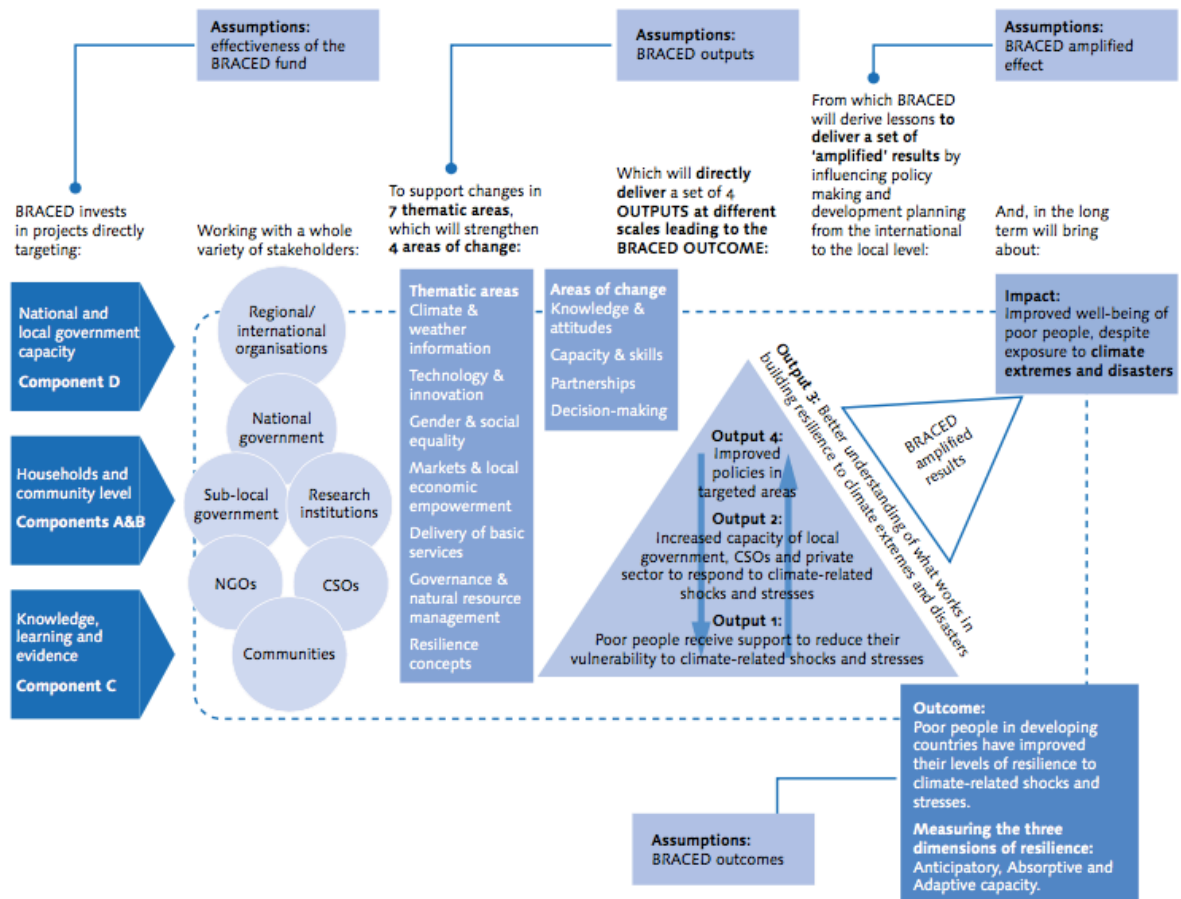 Assumptions:
effectiveness of the
BRACED fund
Assumptions:
BRACED outputs
Assumptions:
BRACED amplified
effect
BRACED invests
in projects directly
targeting:
Working with a whole
variety of stakeholders:
To support changes in
7 thematic areas,
which will strengthen
4 areas of change:
Which will directly
deliver a set of 4
OUTPUTS at different
scales leading to the
BRACED OUTCOME:
From which BRACED
will derive lessons to
deliver a set of
‘amplified’ results by
influencing policy
making and
development planning
from the international
to the local level:
And, in the long
term will bring
about:
National and
local government
capacity
Component D
Households and
community level
Components A&B
Knowledge,
learning and
evidence
Component C
Regional/
international
organisations
National
government
Sub-local
government
Research
institutions
NGOs
CSOs
Communities
Thematic areas
Climate &
weather
information
Technology &
innovation
Gender & social
equality
Markets & local
economic
empowerment
Delivery of basic
services
Governance &
natural resource
management
Resilience
concepts
Areas of change
Knowledge &
attitudes
Capacity & skills
Partnerships
Decision-making
Output 4:
Improved
policies in
targeted areas
Output 2:
Increased capacity of local
government, CSOs and private
sector to respond to climate-related
shocks and stresses
Output 1:
Poor people receive support to reduce their
vulnerability to climate-related shocks and stresses
Output 3: Better understanding of what works in
building resilience to climate extremes and disasters
BRACED
amplified
results
Impact:
Improved well-being of
poor people, despite
exposure to climate
extremes and disasters
Outcome:
Poor people in developing
countries have improved
their levels of resilience to
climate-related shocks and
stresses.
Measuring the three
dimensions of resilience:
Anticipatory, Absorptive and
Adaptive capacity.
Assumptions:
BRACED outcomes